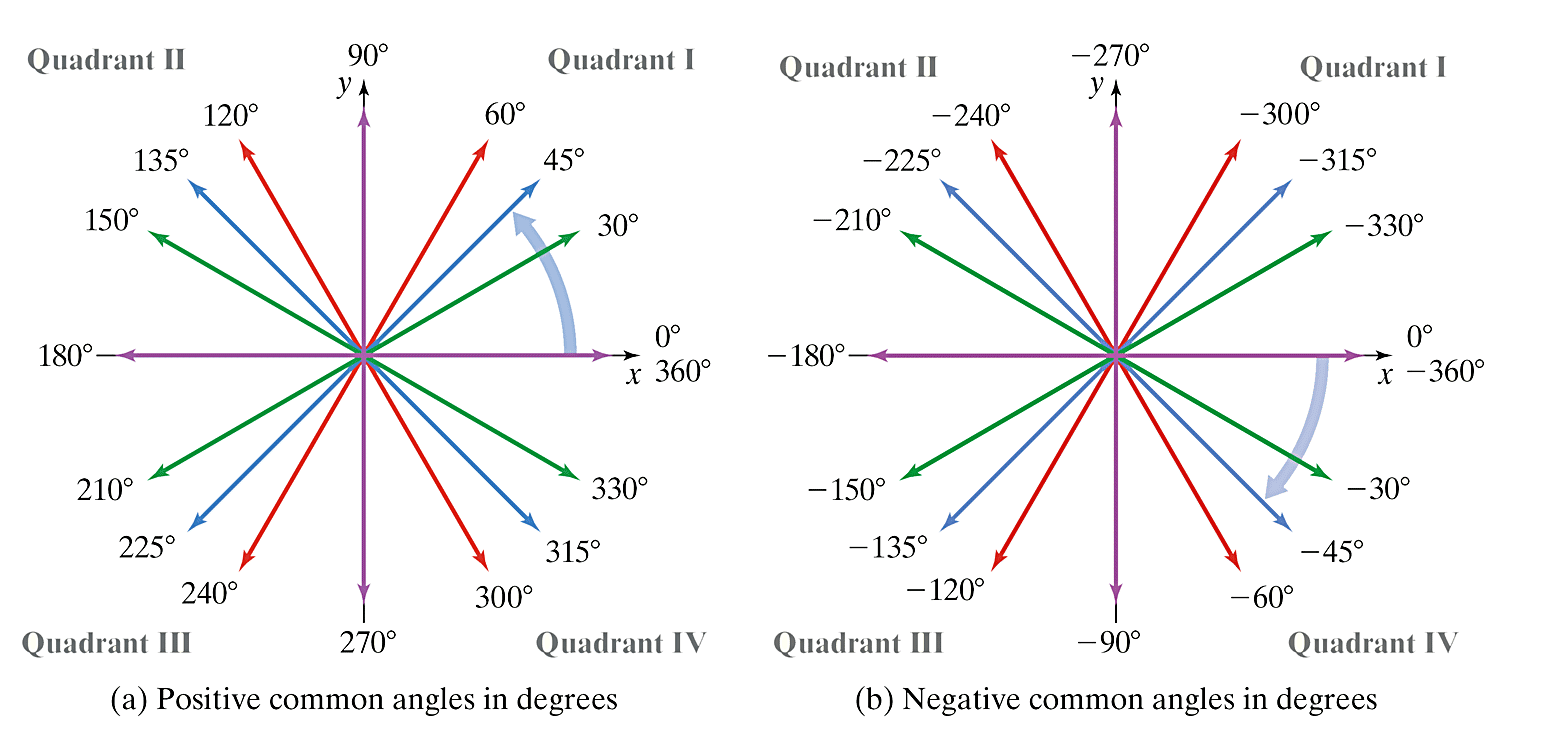 Quadrant II
90°
Quadrant I
y
120°
60°
135°
45°
150°
30°
180°
0°
x 360°
210°
330°
225°
315°
240°
300°
Quadrant III
270°
Quadrant IV
(a) Positive common angles in degrees
Quadrant II
−270°
Quadrant I
y
−240°
−300°
−225°
−315°
−210°
−330°
−180°
0°
x −360°
−150°
−30°
−135°
−45°
−120°
−60°
Quadrant III
−90°
Quadrant IV
(b) Negative common angles in degrees